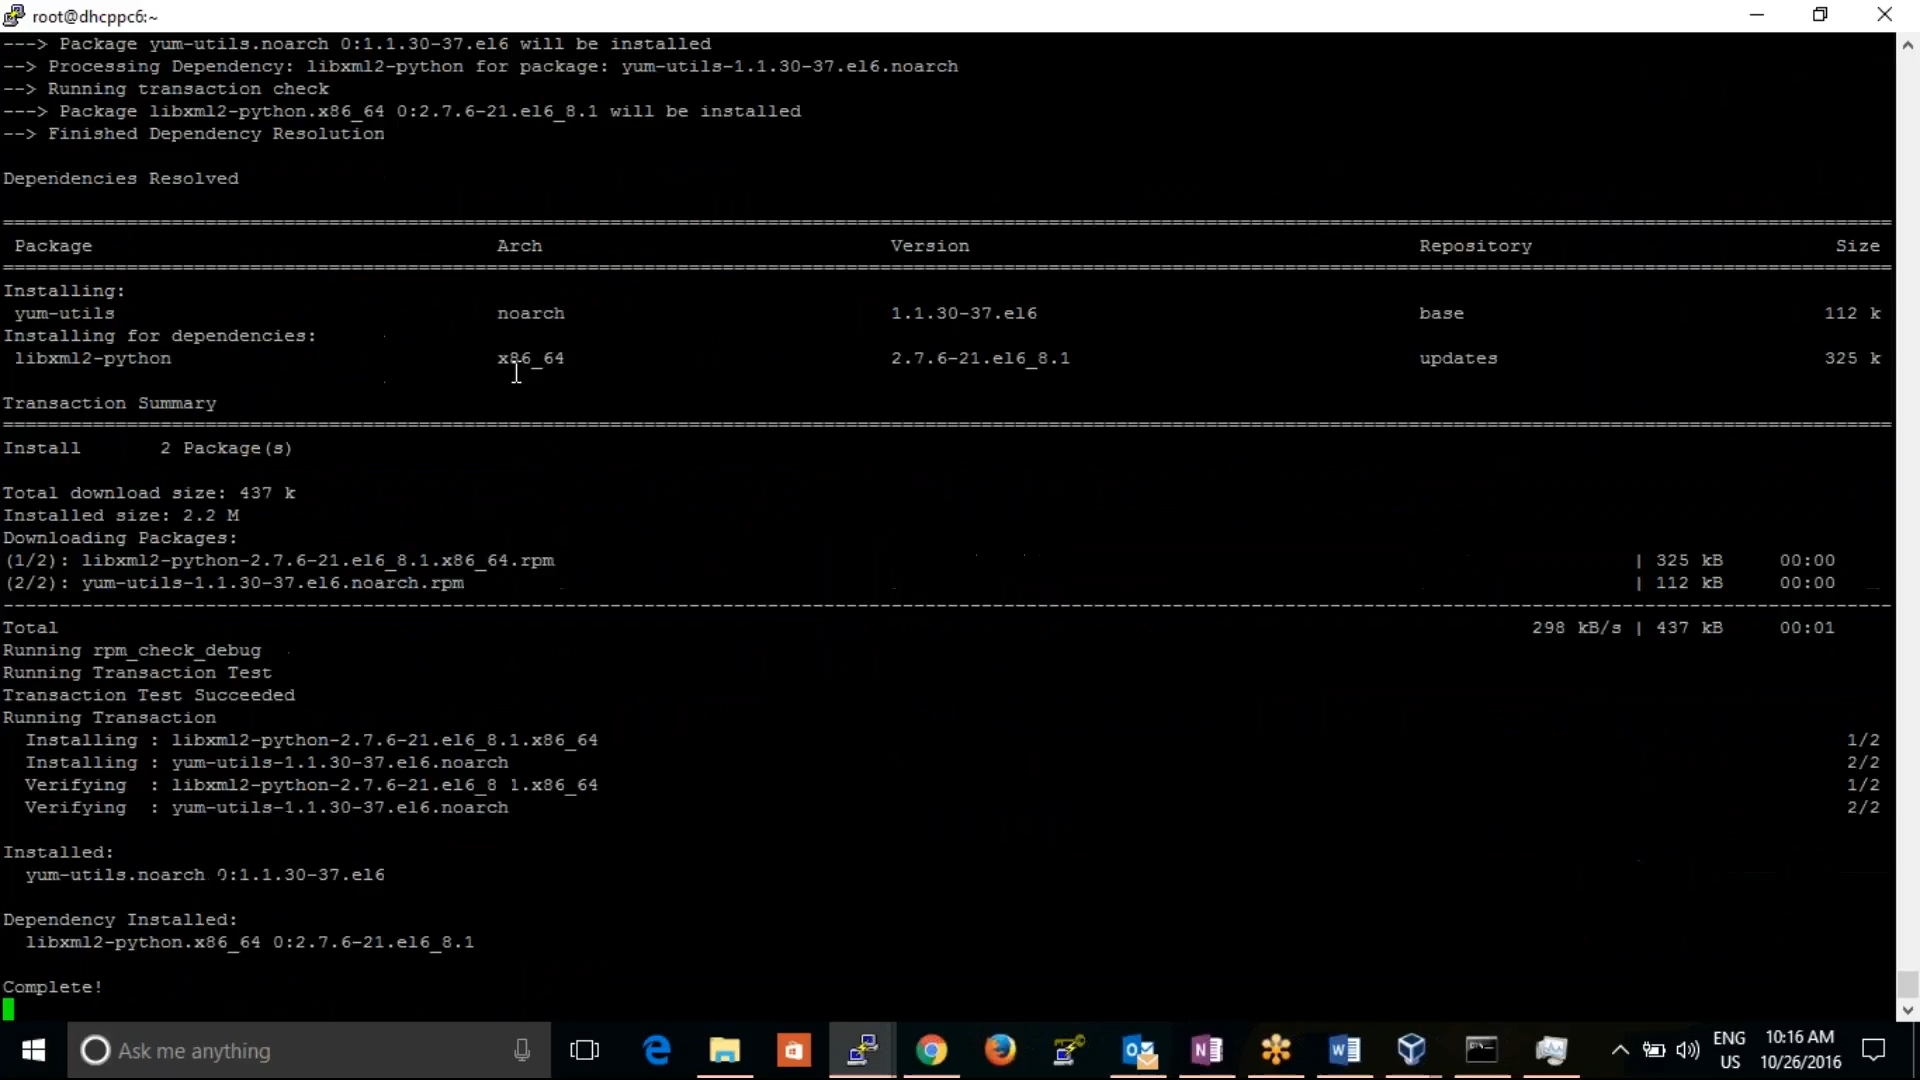 root@dhcppc6:~
---> Package yum-utils.noarch 0:1.1.30-37.el6 will be installed
--> Processing Dependency: libxml2-python for package: yum-utils-1.1.30-37.el6.noarch
--> Running transaction check
---> Package libxml2-python.x86_64 0:2.7.6-21.el6_8.1 will be installed
--> Finished Dependency Resolution
Dependencies Resolved
================================================================================
Package Arch Version Repository Size
================================================================================
Installing:
yum-utils noarch 1.1.30-37.el6 base 112 k
Installing for dependencies:
libxml2-python x86_64 2.7.6-21.el6_8.1 updates 325 k
Transaction Summary
================================================================================
Install 2 Package(s)
Total download size: 437 k
Installed size: 2.2 M
Downloading Packages:
(1/2): libxml2-python-2.7.6-21.el6_8.1.x86_64.rpm | 325 kB 00:00
(2/2): yum-utils-1.1.30-37.el6.noarch.rpm | 112 kB 00:00
--------------------------------------------------------------------------------
Total 298 kB/s | 437 kB 00:01
Running rpm_check_debug
Running Transaction Test
Transaction Test Succeeded
Running Transaction
Installing : libxml2-python-2.7.6-21.el6_8.1.x86_64 1/2
Installing : yum-utils-1.1.30-37.el6.noarch 2/2
Verifying : libxml2-python-2.7.6-21.el6_8 1.x86_64 1/2
Verifying : yum-utils-1.1.30-37.el6.noarch 2/2
Installed:
yum-utils.noarch 0:1.1.30-37.el6
Dependency Installed:
libxml2-python.x86_64 0:2.7.6-21.el6_8.1
Complete!
Ask me anything
ENG 10:16 AM
US 10/26/2016